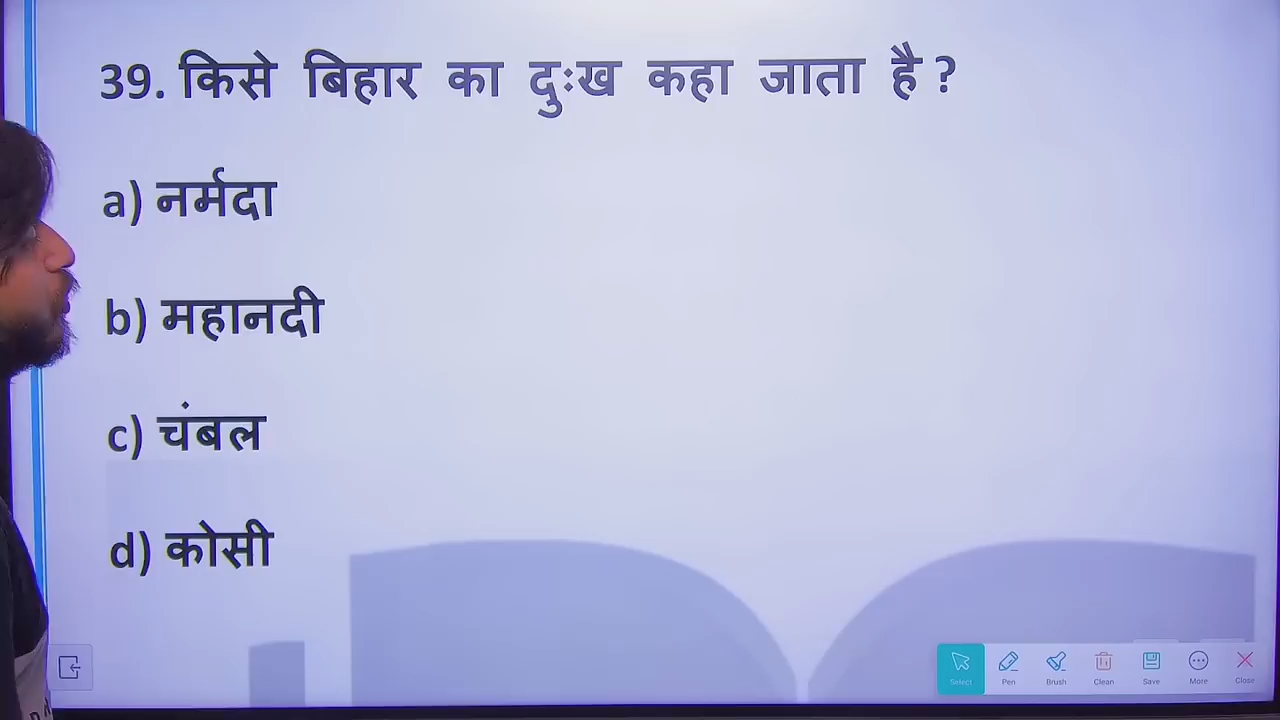 39. किसे बिहार का दुःख कहा जाता है ?
a) नर्मदा
b) महानदी
c) चंबल
d) कोसी
Select Pen Brush Clean Save More Close